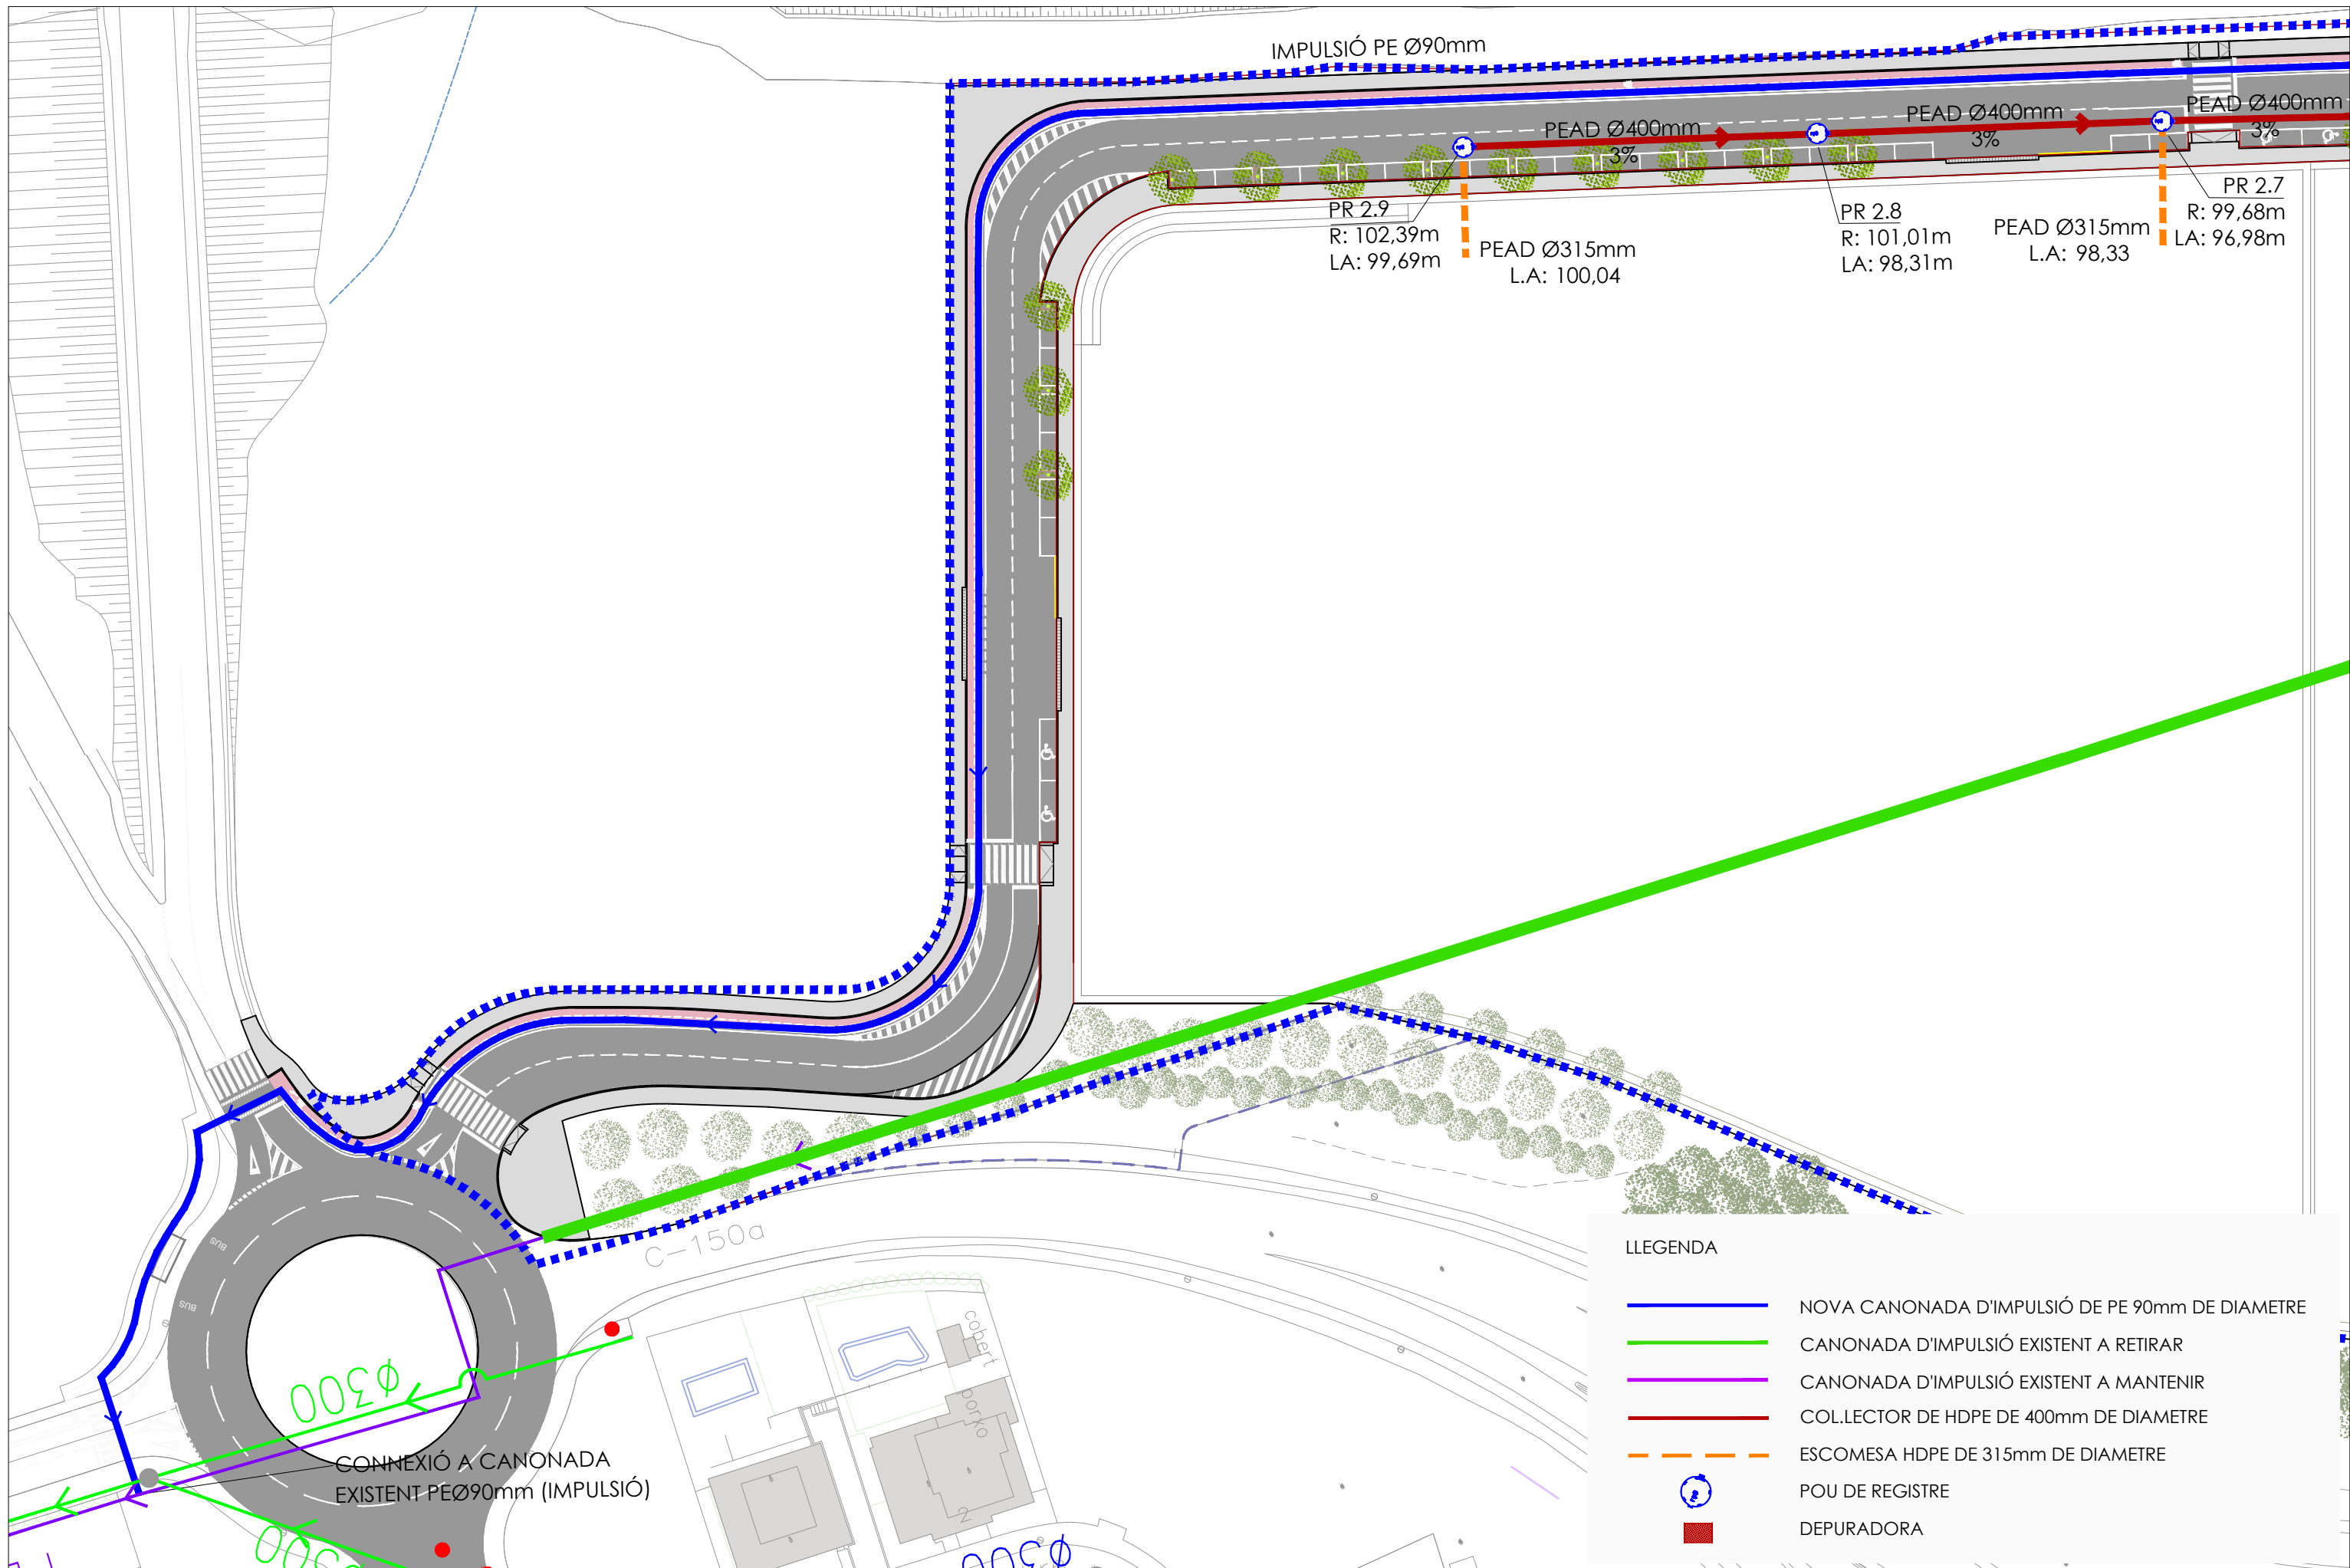 IMPULSIÓ PE Ø90mm
PEAD Ø400mm
3%
PEAD Ø400mm
3%
PEAD Ø400mm
3%
PR 2.9
R: 102,39m
LA: 99,69m
PEAD Ø315mm
L.A: 100,04
PR 2.8
R: 101,01m
LA: 98,31m
PEAD Ø315mm
L.A: 98,33
PR 2.7
R: 99,68m
LA: 96,98m
C-150a
BUS
BUS
cobert
porxo
N
Ø300
CONNEXIÓ A CANONADA
EXISTENT PEØ90mm (IMPULSIÓ)
Ø300
LLEGENDA
NOVA CANONADA D'IMPULSIÓ DE PE 90mm DE DIAMETRE
CANONADA D'IMPULSIÓ EXISTENT A RETIRAR
CANONADA D'IMPULSIÓ EXISTENT A MANTENIR
COL.LECTOR DE HDPE DE 400mm DE DIAMETRE
ESCOMESA HDPE DE 315mm DE DIAMETRE
POU DE REGISTRE
DEPURADORA